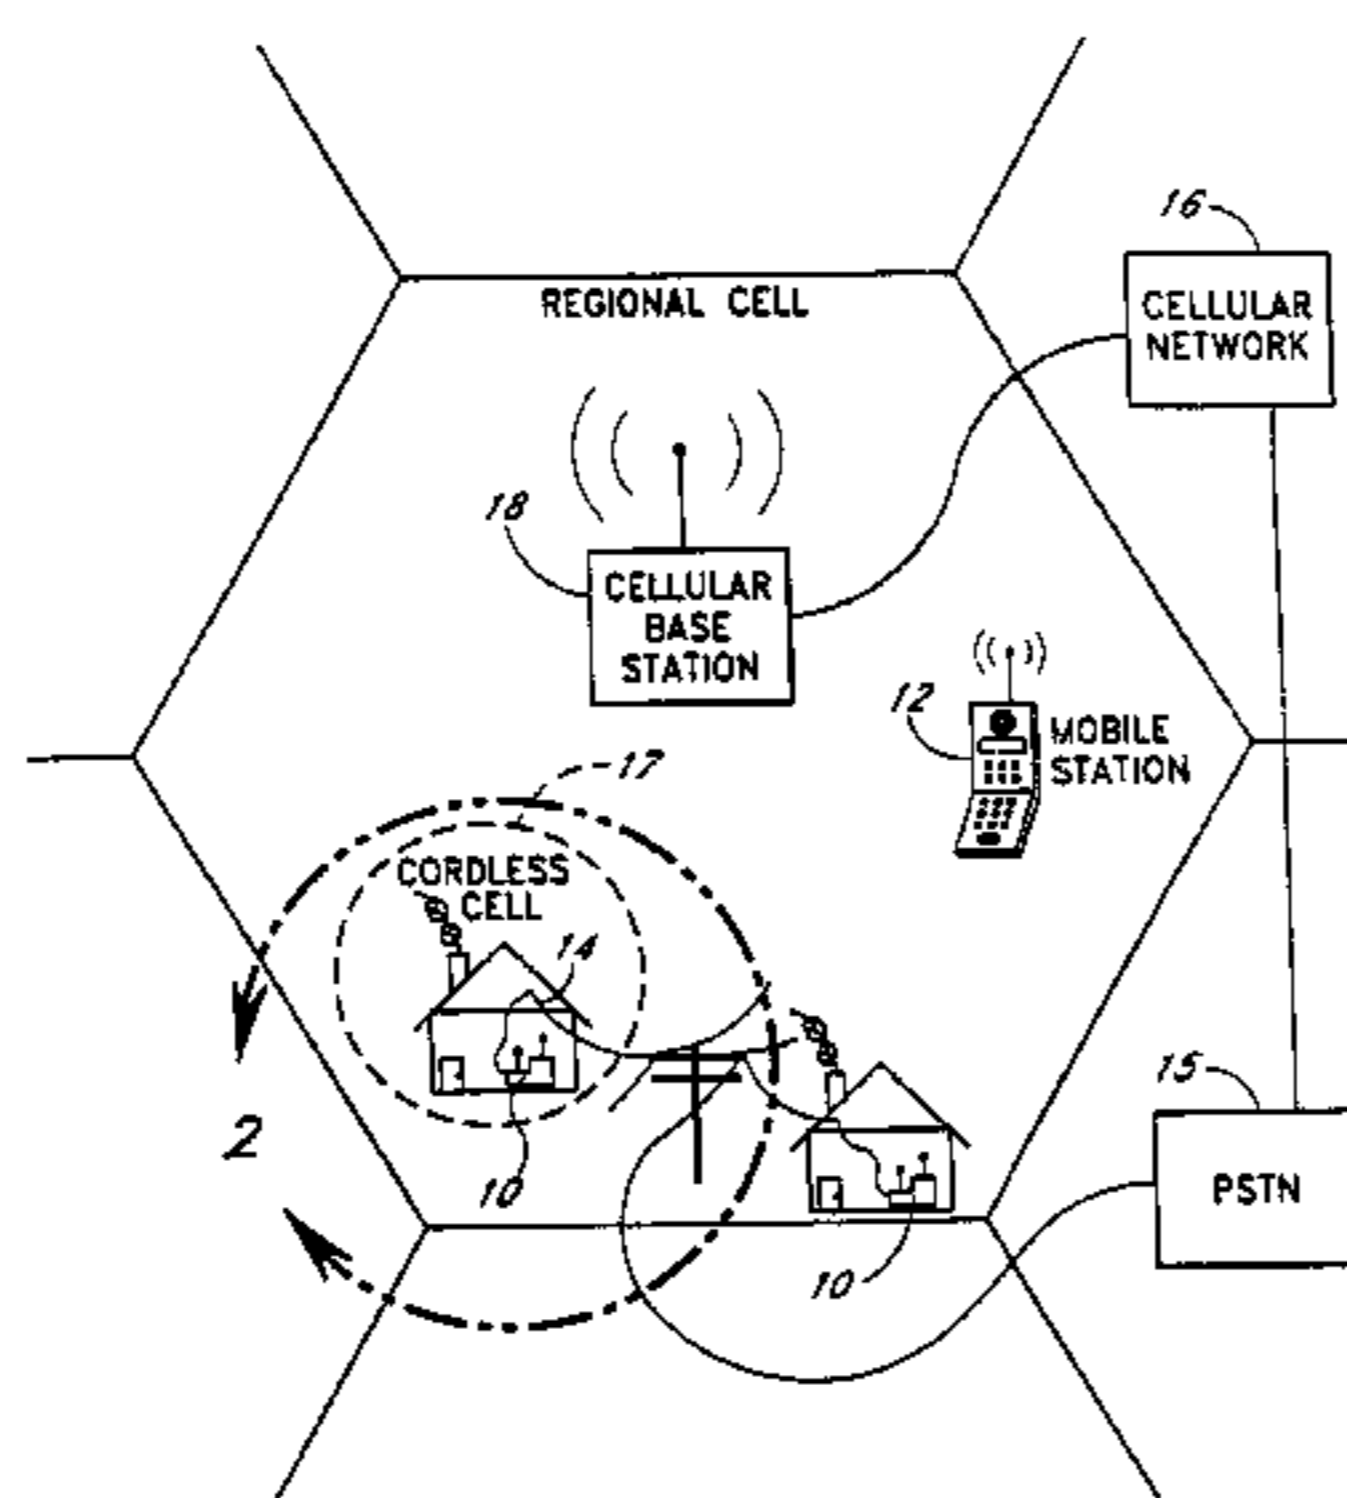 16
REGIONAL CELL
CELLULAR
NETWORK
18
CELLULAR
BASE
STATION
12
MOBILE
STATION
17
CORDLESS
CELL
14
15
2
10
PSTN
10